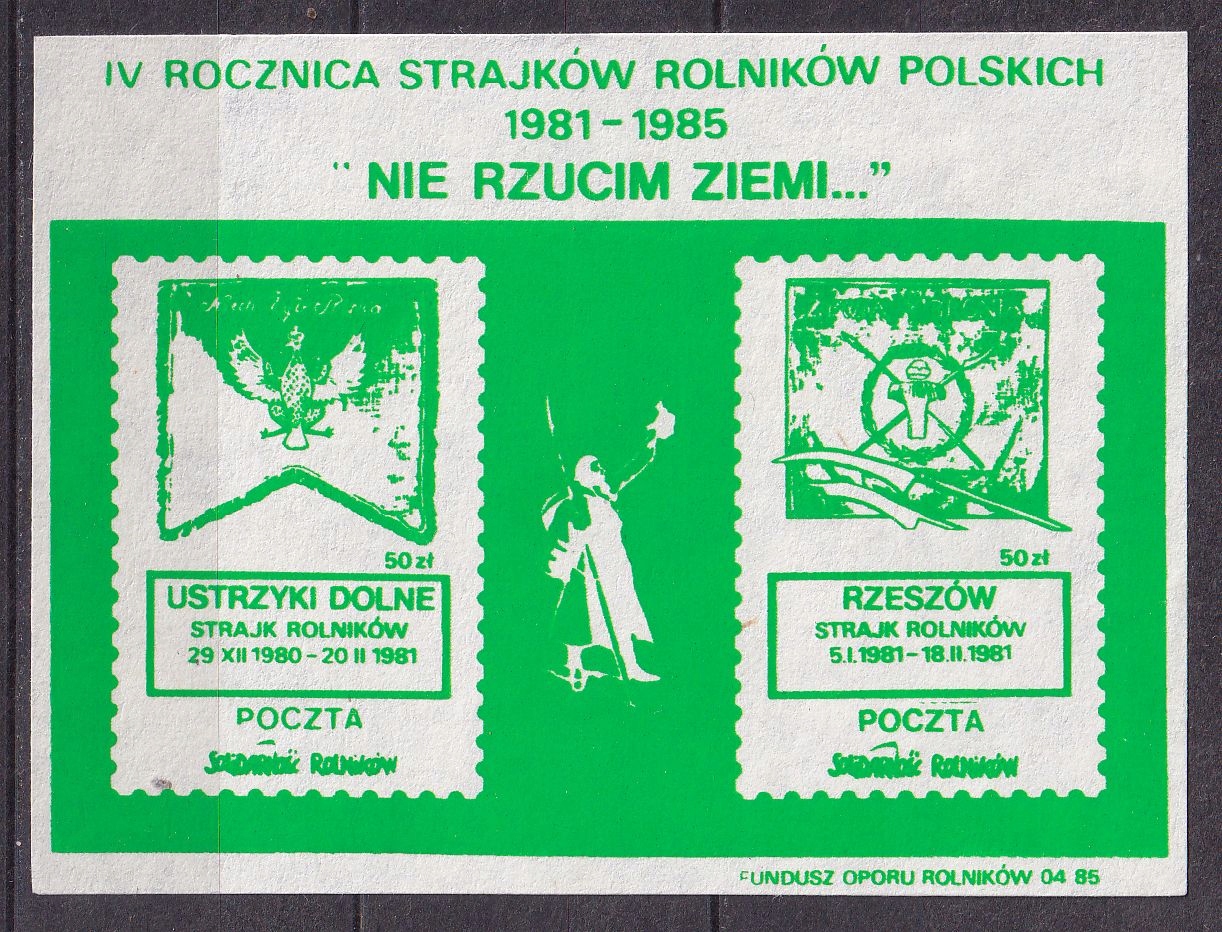 IV ROCZNICA STRAJKÓW ROLNIKÓW POLSKICH
1981 - 1985
"NIE RZUCIM ZIEMI..."
50 zł
USTRZYKI DOLNE
STRAJK ROLNIKÓW
29 XII 1980 - 20 II 1981
POCZTA
SOLIDARNOŚĆ ROLNIKÓW
50 zł
RZESZÓW
STRAJK ROLNIKÓW
5.I.1981 - 18.II.1981
POCZTA
SOLIDARNOŚĆ ROLNIKÓW
FUNDUSZ OPORU ROLNIKÓW 04 85